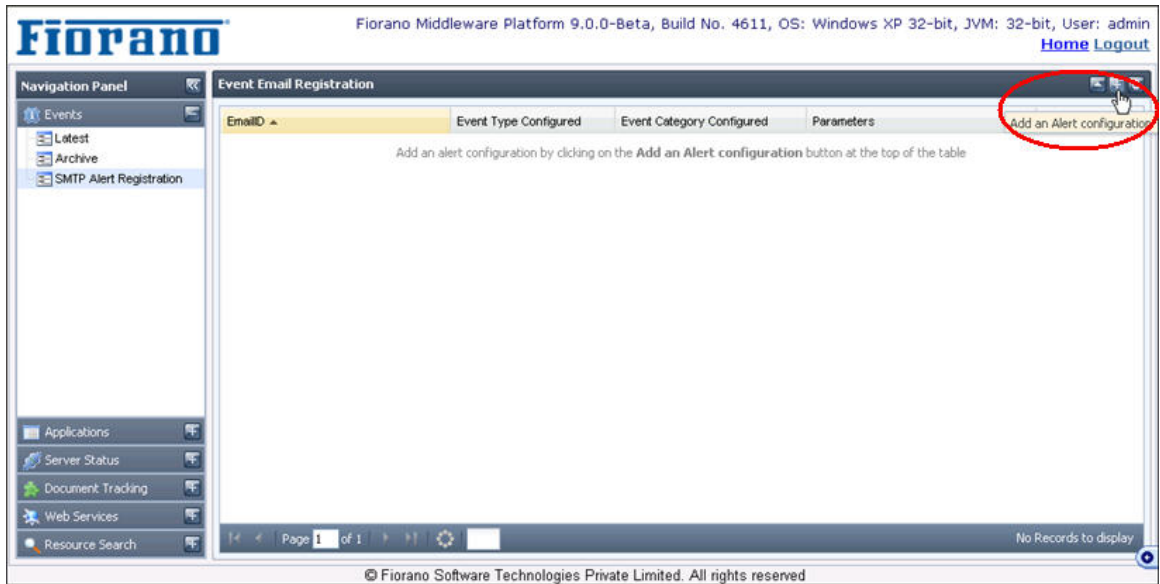 Fiorano
Fiorano Middleware Platform 9.0.0-Beta, Build No. 4611, OS: Windows XP 32-bit, JVM: 32-bit, User: admin
Home Logout
Navigation Panel
Event Email Registration
Events
Latest
Archive
SMTP Alert Registration
EmailID Event Type Configured Event Category Configured Parameters
Add an Alert configuration
Add an alert configuration by clicking on the Add an Alert configuration button at the top of the table
Applications
Server Status
Document Tracking
Web Services
Resource Search
Page 1 of 1
No Records to display
© Fiorano Software Technologies Private Limited. All rights reserved